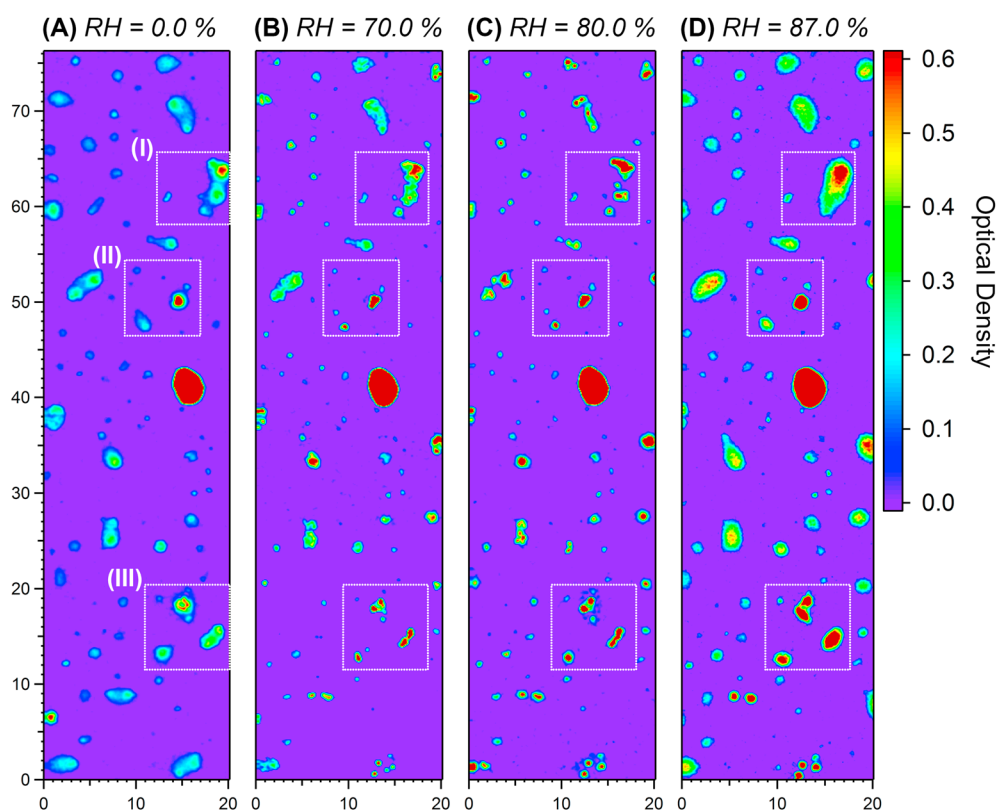 (A) RH = 0.0 % (B) RH = 70.0 % (C) RH = 80.0 % (D) RH = 87.0 %
70
60
50
40
30
20
10
0
(I)
(II)
(III)
0 10 20
0 10 20
0 10 20
0 10 20
0.6
0.5
0.4
0.3
0.2
0.1
0.0
Optical Density